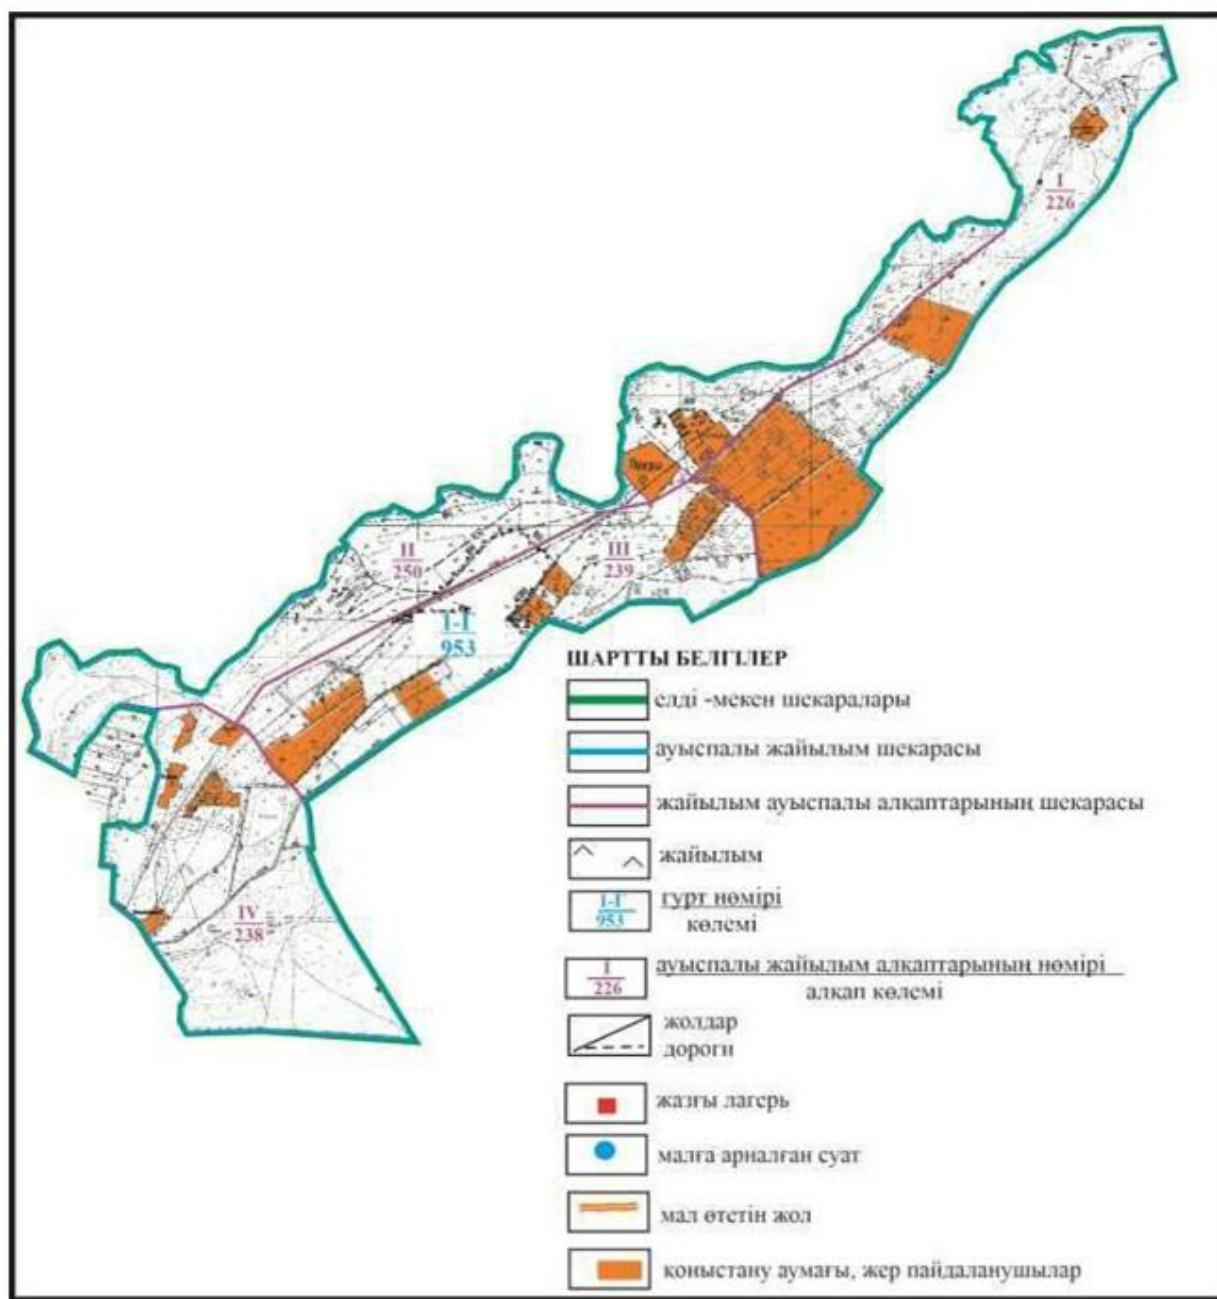 I
226
II
250
III
239
I-Г
953
IV
238
ШАРТТЫ БЕЛГІЛЕР
елді -мекен шекаралары
ауыспалы жайылым шекарасы
жайылым ауыспалы алқаптарының шекарасы
жайылым
I-Г
953
гурт нөмірі
көлемі
I
226
ауыспалы жайылым алқаптарының нөмірі
алқап көлемі
жолдар
дороги
жазғы лагерь
малға арналған суат
мал өтетін жол
қоныстану аумағы, жер пайдаланушылар